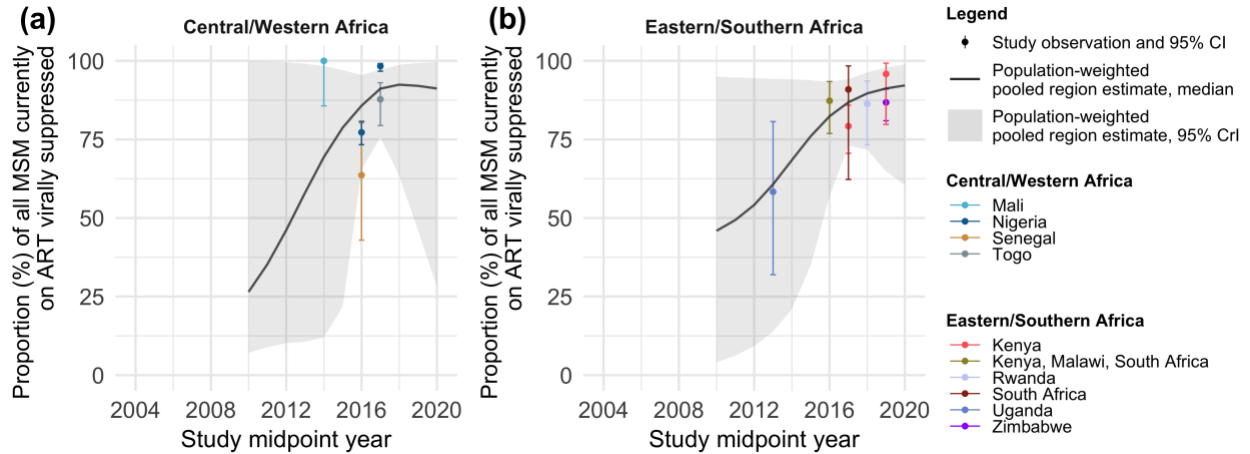 (a)
Central/Western Africa
Proportion (%) of all MSM currently
on ART virally suppressed
100
75
50
25
0
2004
2008
2012
2016
2020
Study midpoint year
(b)
Eastern/Southern Africa
Proportion (%) of all MSM currently
on ART virally suppressed
100
75
50
25
0
2004
2008
2012
2016
2020
Study midpoint year
Legend
Study observation and 95% CI
Population-weighted
pooled region estimate, median
Population-weighted
pooled region estimate, 95% CrI
Central/Western Africa
Mali
Nigeria
Senegal
Togo
Eastern/Southern Africa
Kenya
Kenya, Malawi, South Africa
Rwanda
South Africa
Uganda
Zimbabwe